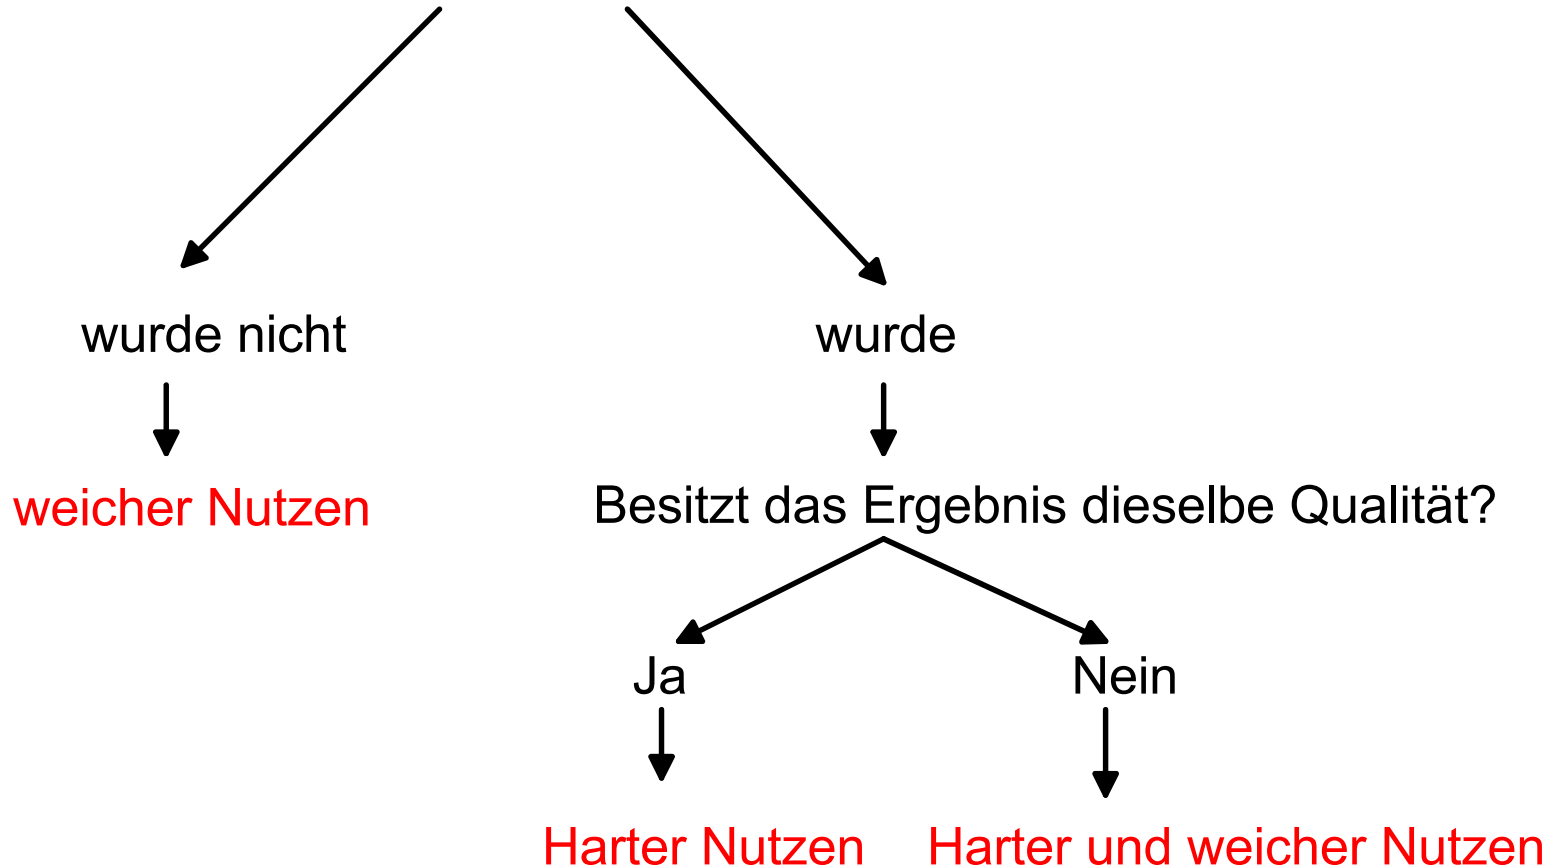 wurde nicht
wurde
weicher Nutzen
Besitzt das Ergebnis dieselbe Qualität?
Ja
Nein
Harter Nutzen
Harter und weicher Nutzen